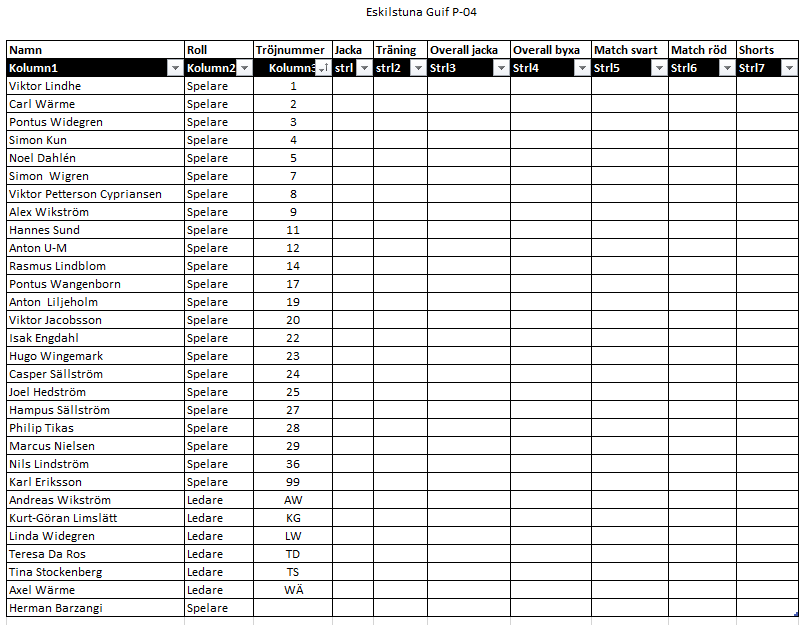 Eskilstuna Guif P-04
Namn Roll Tröjnummer Jacka Träning Overall jacka Overall byxa Match svart Match röd Shorts
Kolumn1 Kolumn2 Kolumn3 strl strl2 Strl3 Strl4 Strl5 Strl6 Strl7
Viktor Lindhe Spelare 1
Carl Wärme Spelare 2
Pontus Widegren Spelare 3
Simon Kun Spelare 4
Noel Dahlén Spelare 5
Simon  Wigren Spelare 7
Viktor Petterson Cypriansen Spelare 8
Alex Wikström Spelare 9
Hannes Sund Spelare 11
Anton U-M Spelare 12
Rasmus Lindblom Spelare 14
Pontus Wangenborn Spelare 17
Anton  Liljeholm Spelare 19
Viktor Jacobsson Spelare 20
Isak Engdahl Spelare 22
Hugo Wingemark Spelare 23
Casper Sällström Spelare 24
Joel Hedström Spelare 25
Hampus Sällström Spelare 27
Philip Tikas Spelare 28
Marcus Nielsen Spelare 29
Nils Lindström Spelare 36
Karl Eriksson Spelare 99
Andreas Wikström Ledare AW
Kurt-Göran Limslätt Ledare KG
Linda Widegren Ledare LW
Teresa Da Ros Ledare TD
Tina Stockenberg Ledare TS
Axel Wärme Ledare WÄ
Herman Barzangi Spelare